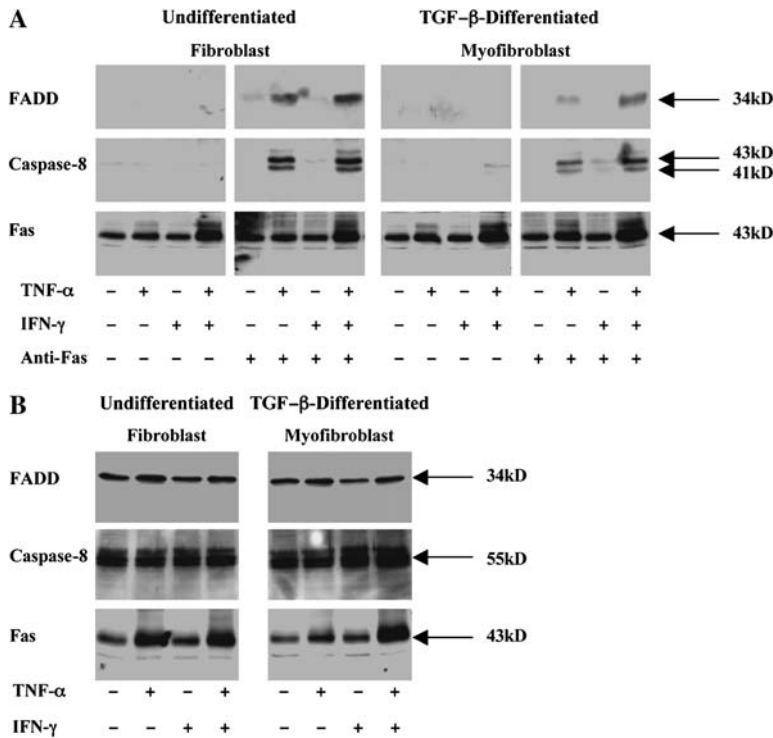 A
Undifferentiated TGF-β-Differentiated
Fibroblast Myofibroblast
FADD 34kD
Caspase-8 43kD
41kD
Fas 43kD
TNF-α - + - + - + - + - + - + - + - +
IFN-γ - - + + - - + + - - + + - - + +
Anti-Fas - - - - + + + + - - - - + + + +
B
Undifferentiated TGF-β-Differentiated
Fibroblast Myofibroblast
FADD 34kD
Caspase-8 55kD
Fas 43kD
TNF-α - + - + - + - +
IFN-γ - - + + - - + +